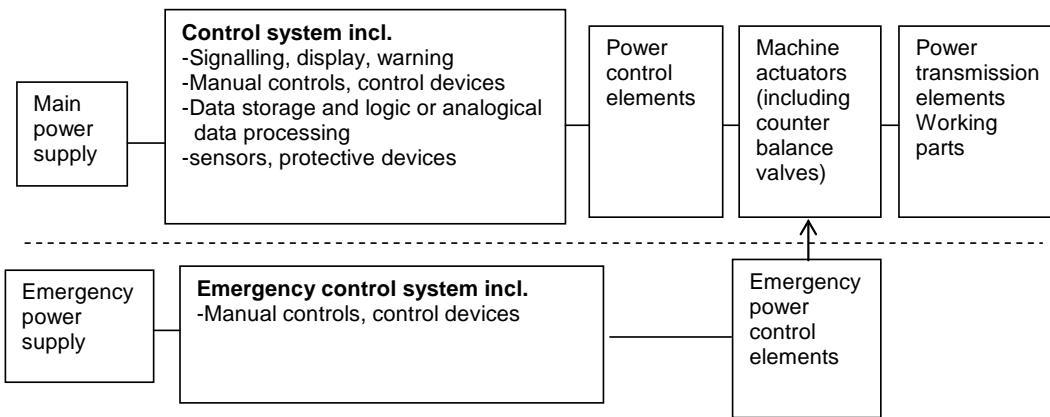 Main
power
supply
Control system incl.
-Signalling, display, warning
-Manual controls, control devices
-Data storage and logic or analogical
data processing
-sensors, protective devices
Power
control
elements
Machine
actuators
(including
counter
balance
valves)
Power
transmission
elements
Working
parts
Emergency
power
supply
Emergency control system incl.
-Manual controls, control devices
Emergency
power
control
elements